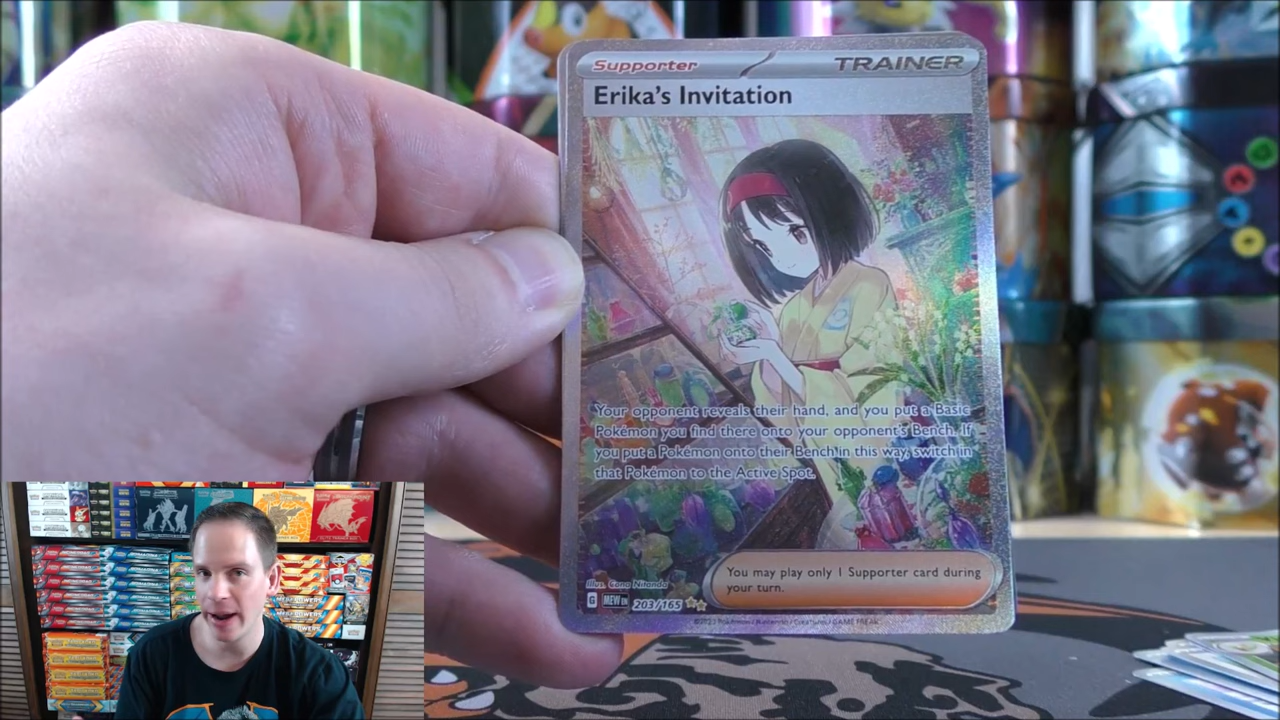 Supporter
TRAINER
Erika's Invitation
Your opponent reveals their hand, and you put a Basic
Pokémon you find there onto your opponent's Bench. If
you put a Pokémon onto their Bench in this way, switch in
that Pokémon to the Active Spot.
You may play only 1 Supporter card during
your turn.
Illus. Cona Nitanda
G MEW EN 203/165
©2023 Pokémon / Nintendo / Creatures / GAME FREAK